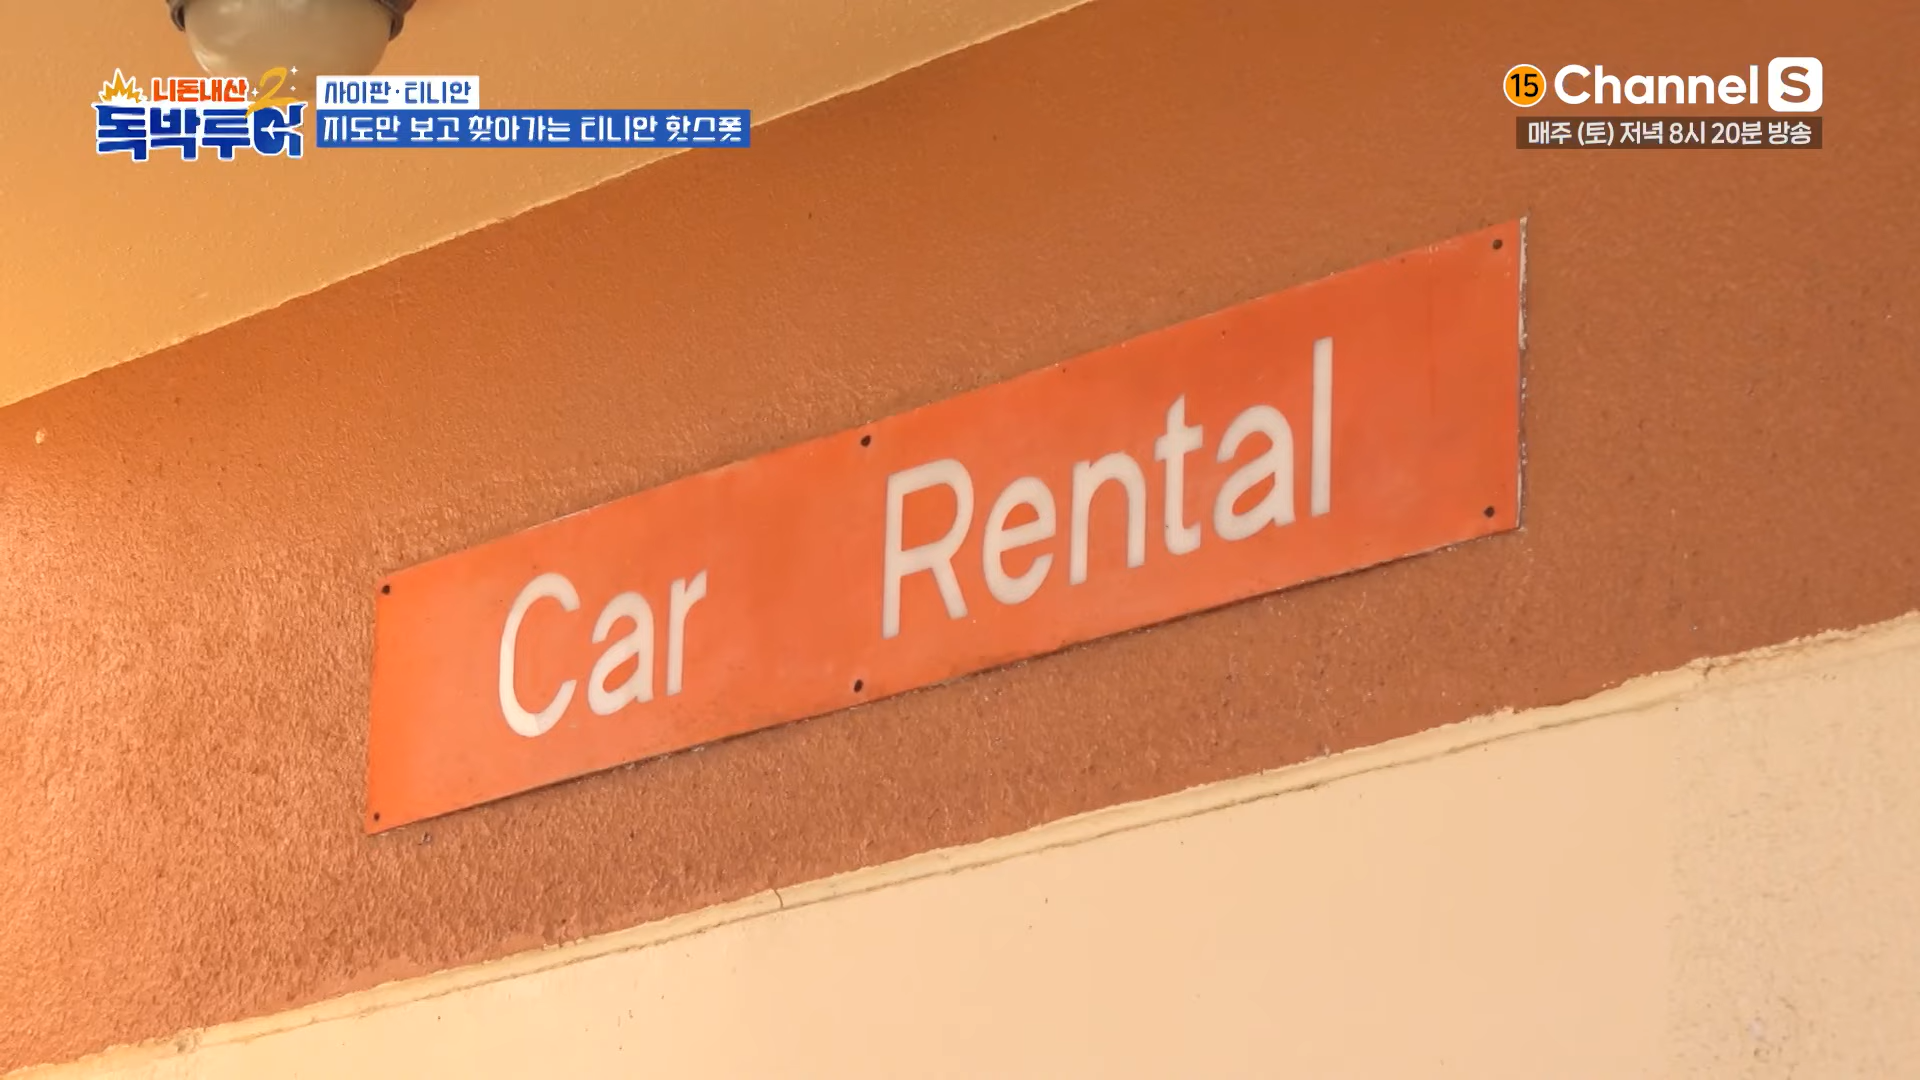 니돈내산 2
독박투어
사이판·티니안
지도만 보고 찾아가는 티니안 핫스폿
15 Channel S
매주 (토) 저녁 8시 20분 방송
Car Rental